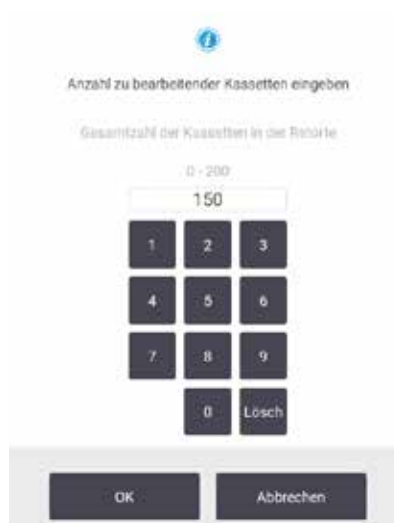 i
Anzahl zu bearbeitender Kassetten eingeben
Gesamtzahl der Kassetten in der Retorte
0 - 200
150
1 2 3
4 5 6
7 8 9
0 Lösch
OK Abbrechen